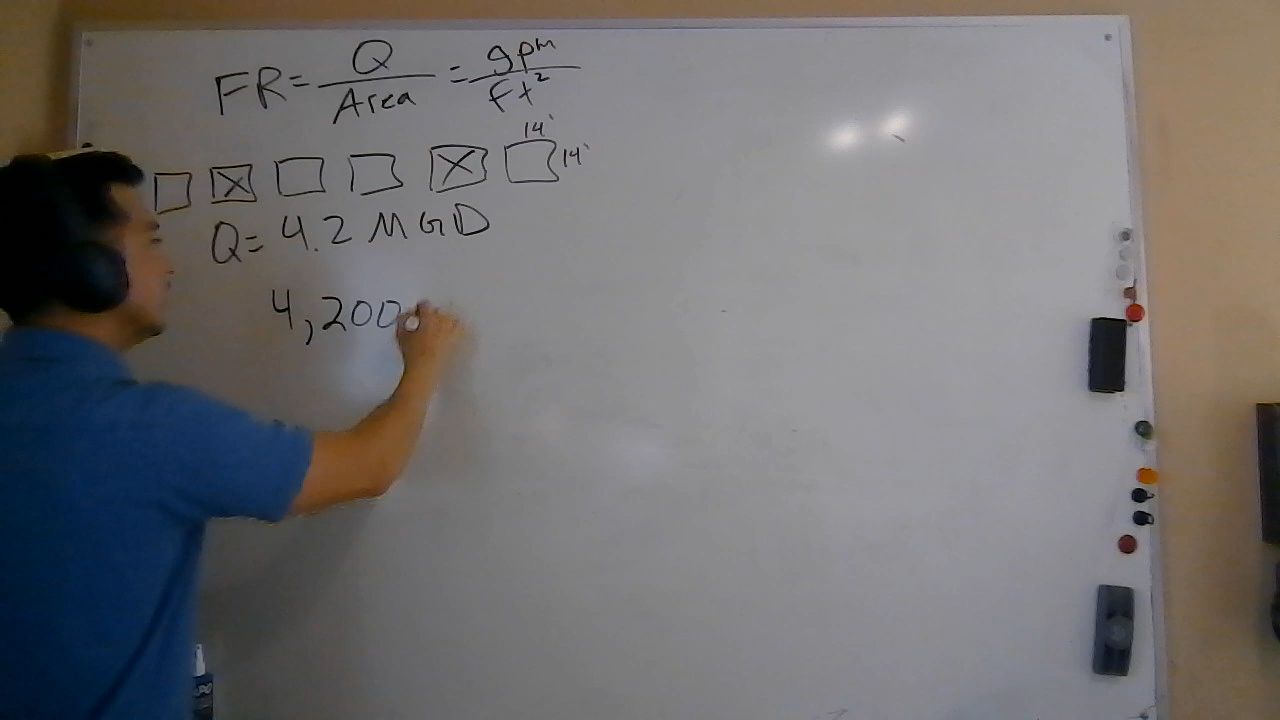 FR = Q / Area = gpm / ft²
14' 14'
Q = 4.2 MGD
4,200